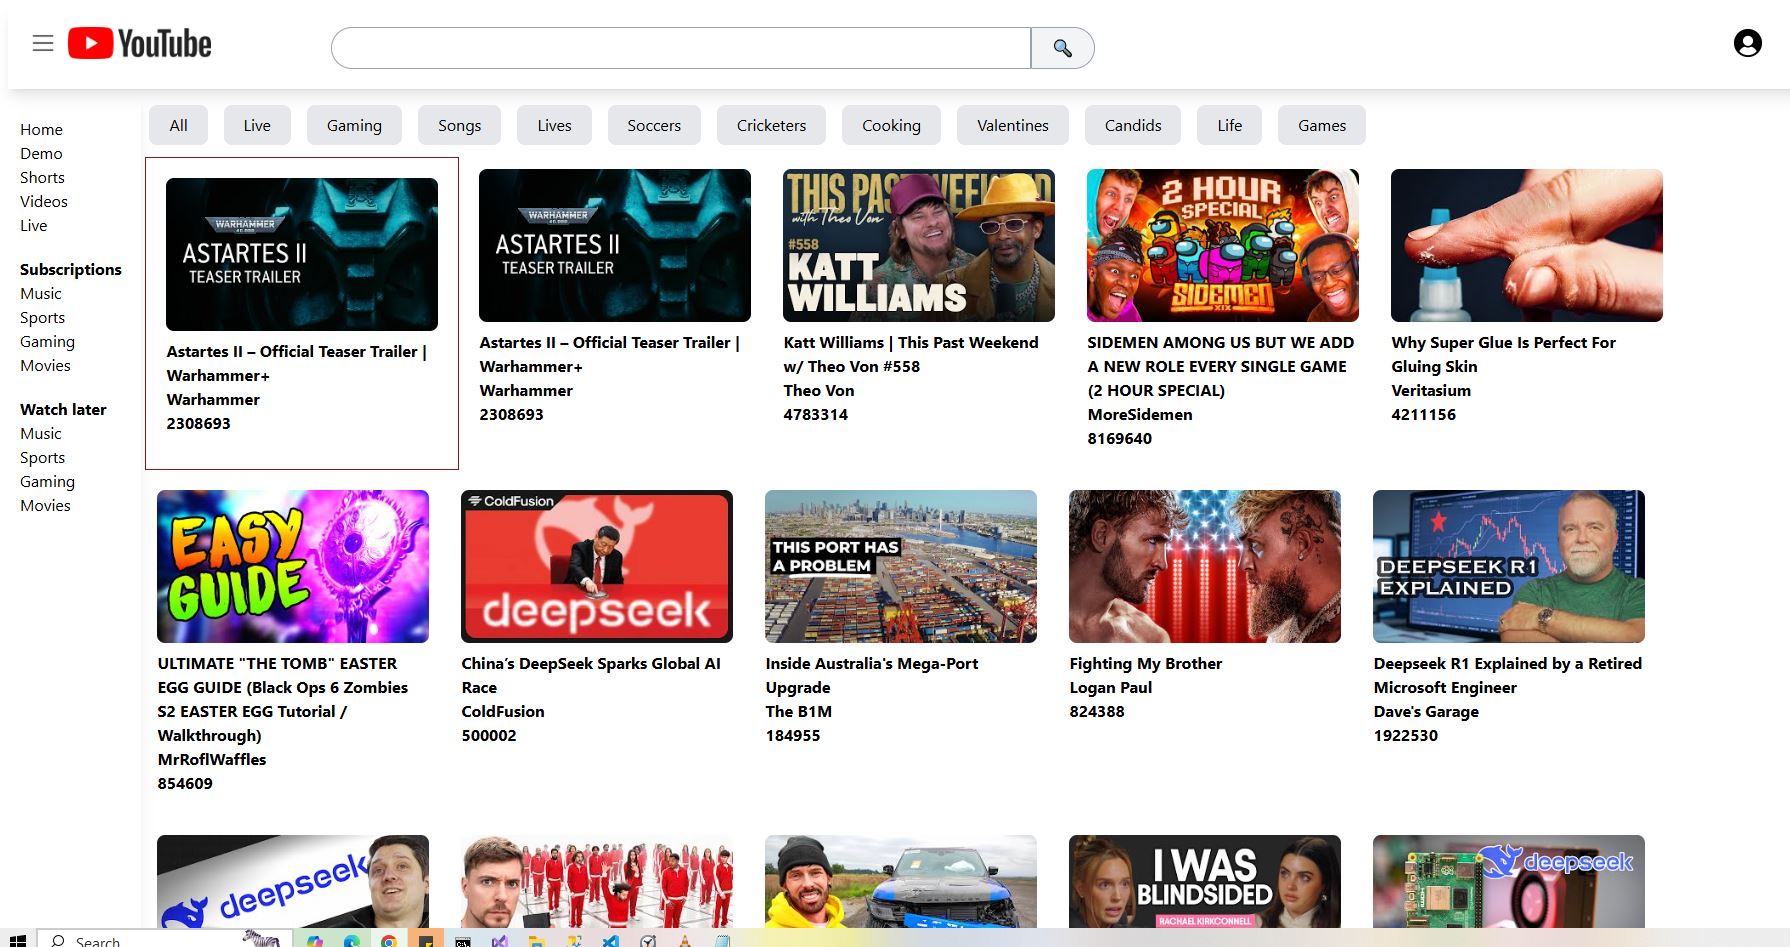 YouTube
All Live Gaming Songs Lives Soccers Cricketers Cooking Valentines Candids Life Games
Home
Demo
Shorts
Videos
Live
Subscriptions
Music
Sports
Gaming
Movies
Watch later
Music
Sports
Gaming
Movies
WARHAMMER
40,000
ASTARTES II
TEASER TRAILER
Astartes II – Official Teaser Trailer |
Warhammer+
Warhammer
2308693
WARHAMMER
40,000
ASTARTES II
TEASER TRAILER
Astartes II – Official Teaser Trailer |
Warhammer+
Warhammer
2308693
THIS PAST WEEKEND
with Theo Von
#558
KATT
WILLIAMS
Katt Williams | This Past Weekend
w/ Theo Von #558
Theo Von
4783314
2 HOUR
SPECIAL
SIDEMEN
XIX
SIDEMEN AMONG US BUT WE ADD
A NEW ROLE EVERY SINGLE GAME
(2 HOUR SPECIAL)
MoreSidemen
8169640
Why Super Glue Is Perfect For
Gluing Skin
Veritasium
4211156
EASY
GUIDE
ULTIMATE "THE TOMB" EASTER
EGG GUIDE (Black Ops 6 Zombies
S2 EASTER EGG Tutorial /
Walkthrough)
MrRoflWaffles
854609
ColdFusion
deepseek
China’s DeepSeek Sparks Global AI
Race
ColdFusion
500002
THIS PORT HAS
A PROBLEM
Inside Australia's Mega-Port
Upgrade
The B1M
184955
Fighting My Brother
Logan Paul
824388
DEEPSEEK R1
EXPLAINED
Deepseek R1 Explained by a Retired
Microsoft Engineer
Dave's Garage
1922530
deepseek
I WAS
BLINDSIDED
RACHAEL KIRKCONNELL
deepseek
Search